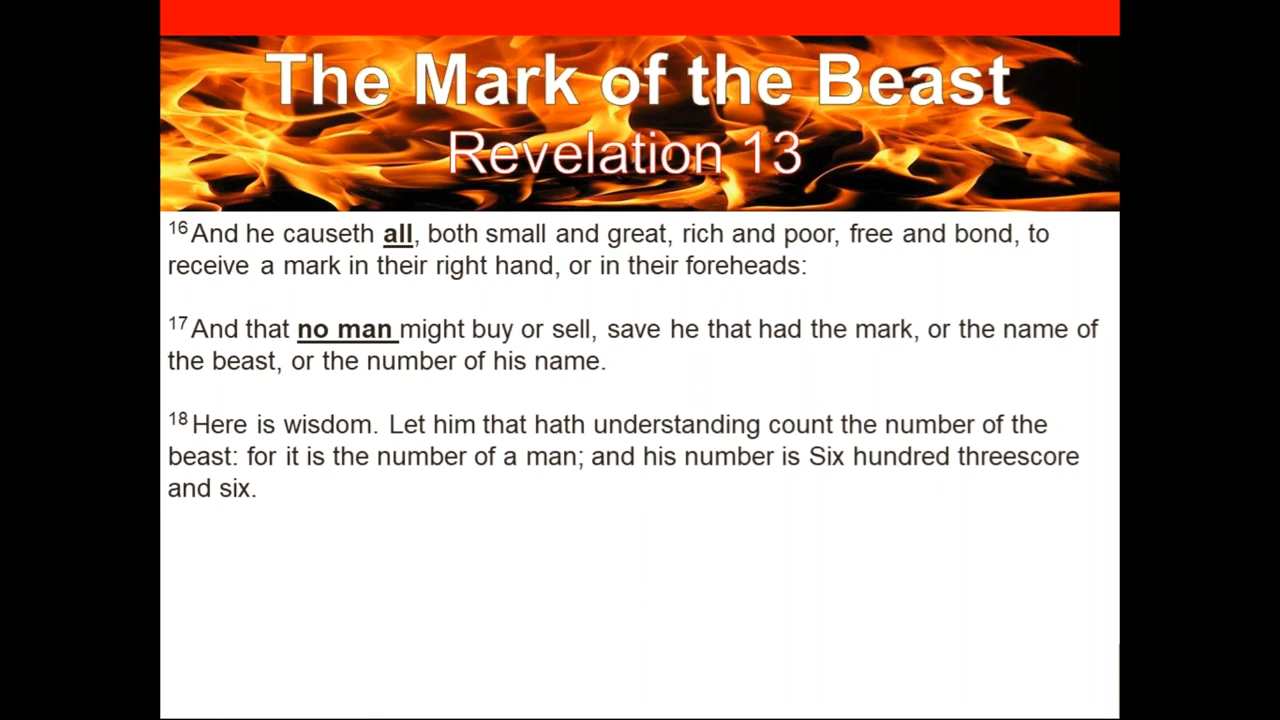 The Mark of the Beast
Revelation 13
16 And he causeth all, both small and great, rich and poor, free and bond, to
receive a mark in their right hand, or in their foreheads:
17 And that no man might buy or sell, save he that had the mark, or the name of
the beast, or the number of his name.
18 Here is wisdom. Let him that hath understanding count the number of the
beast: for it is the number of a man; and his number is Six hundred threescore
and six.